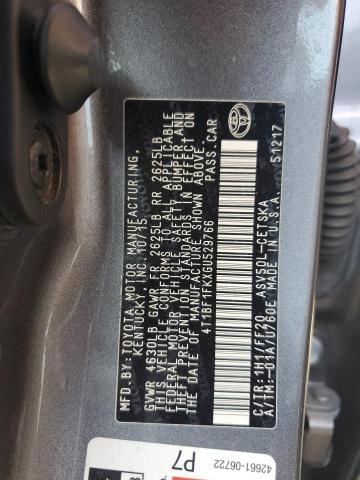 MFD.BY: TOYOTA MOTOR MANUFACTURING,
KENTUCKY, INC. 10/15
GVWR 4630LB GAWR FR 2625LB RR 2625LB
THIS VEHICLE CONFORMS TO ALL APPLICABLE
FEDERAL MOTOR VEHICLE SAFETY, BUMPER, AND
THEFT PREVENTION STANDARDS IN EFFECT ON
THE DATE OF MANUFACTURE SHOWN ABOVE.
4T1BF1FKXGU529766 PASS CAR
C/TR: 1H1/FF20 ASV50L-CETSKA
A/TM: -01A/U760E MADE IN U.S.A.
51217
42661-06722
P7